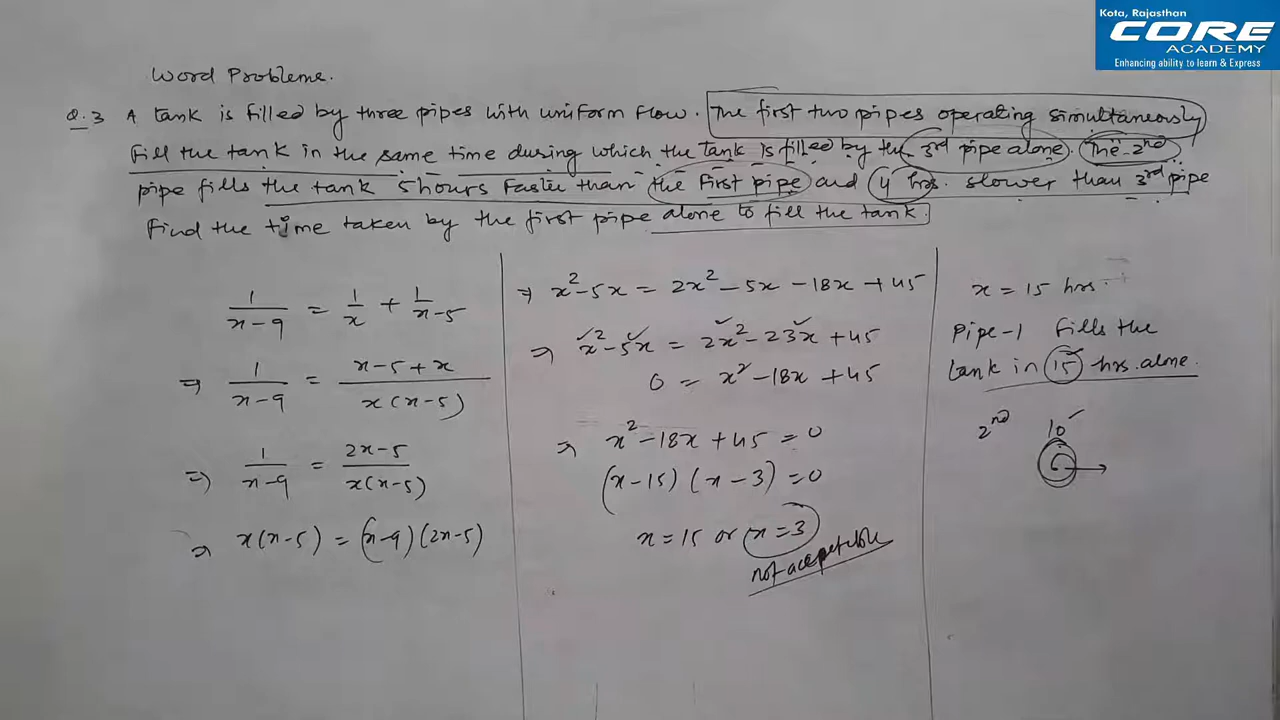 Kota, Rajasthan
CORE
ACADEMY
Enhancing ability to learn & Express
Word Probleme.
Q.3 A tank is filled by three pipes with uniform flow. The first two pipes operating simultaneously
fill the tank in the same time during which the tank is filled by the 3rd pipe alone. The 2nd
pipe fills the tank 5 hours faster than the first pipe and 4 hrs. slower than 3rd pipe
Find the time taken by the first pipe alone to fill the tank.
1/(x-9) = 1/x + 1/(x-5)
⇒ 1/(x-9) = (x-5+x)/(x(x-5))
⇒ 1/(x-9) = (2x-5)/(x(x-5))
⇒ x(x-5) = (x-9)(2x-5)
⇒ x²-5x = 2x²-5x-18x+45
⇒ x²-5x = 2x²-23x+45
0 = x²-18x+45
⇒ x²-18x+45=0
(x-15)(x-3)=0
x=15 or x=3
not
x=15 hrs.
Pipe-1 fills the
tank in 15 hrs. alone.
2nd 10
6